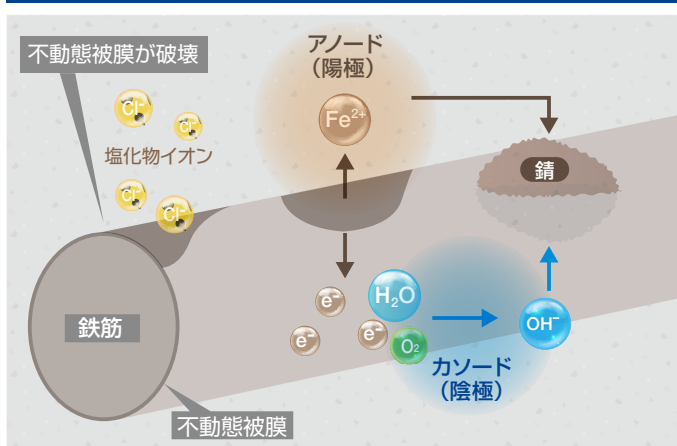 不動態被膜が破壊
アノード
（陽極）
Cl⁻
Cl⁻
Fe²⁺
塩化物イオン
錆
Cl⁻
Cl⁻
e⁻
H₂O
OH⁻
鉄筋
e⁻
e⁻
O₂
カソード
（陰極）
不動態被膜